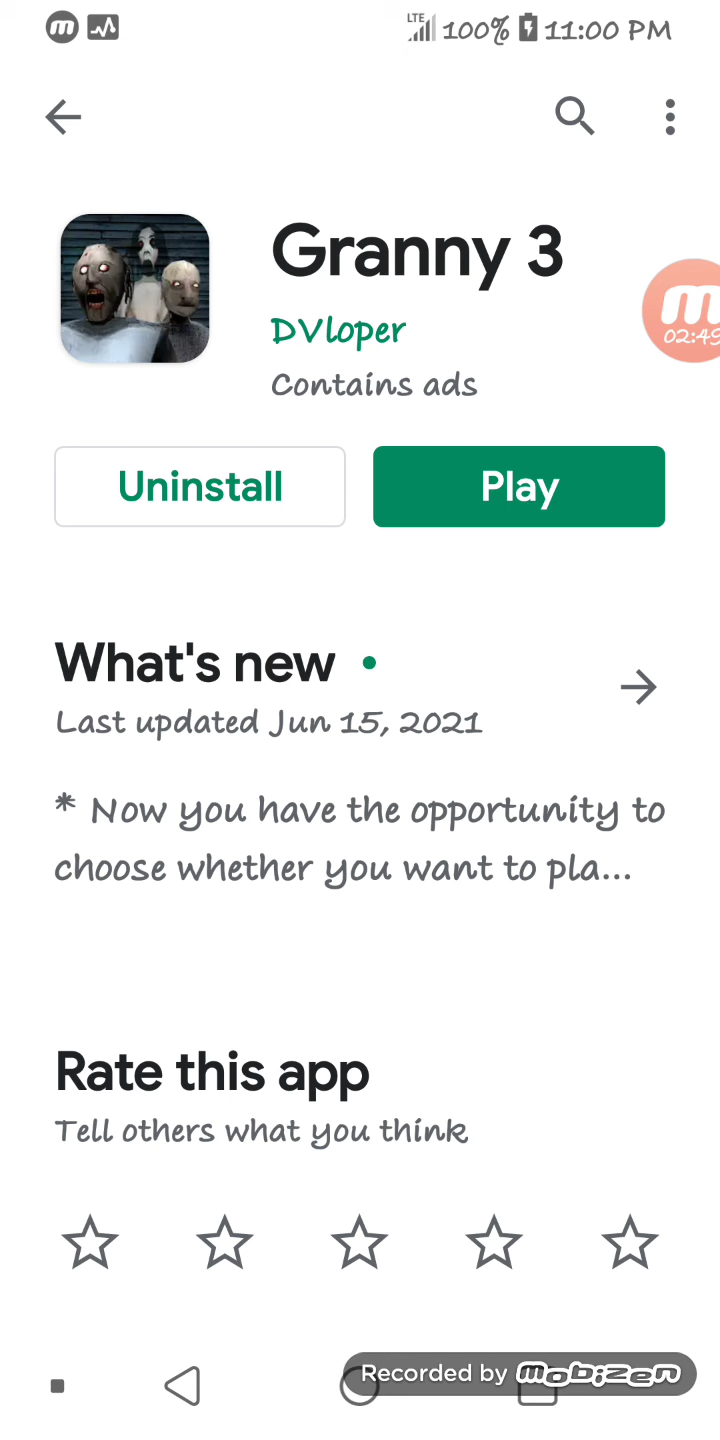 LTE 100% 11:00 PM
Granny 3
DVloper
02:49
Contains ads
Uninstall Play
What's new
Last updated Jun 15, 2021
* Now you have the opportunity to
choose whether you want to pla...
Rate this app
Tell others what you think
Recorded by mobizen